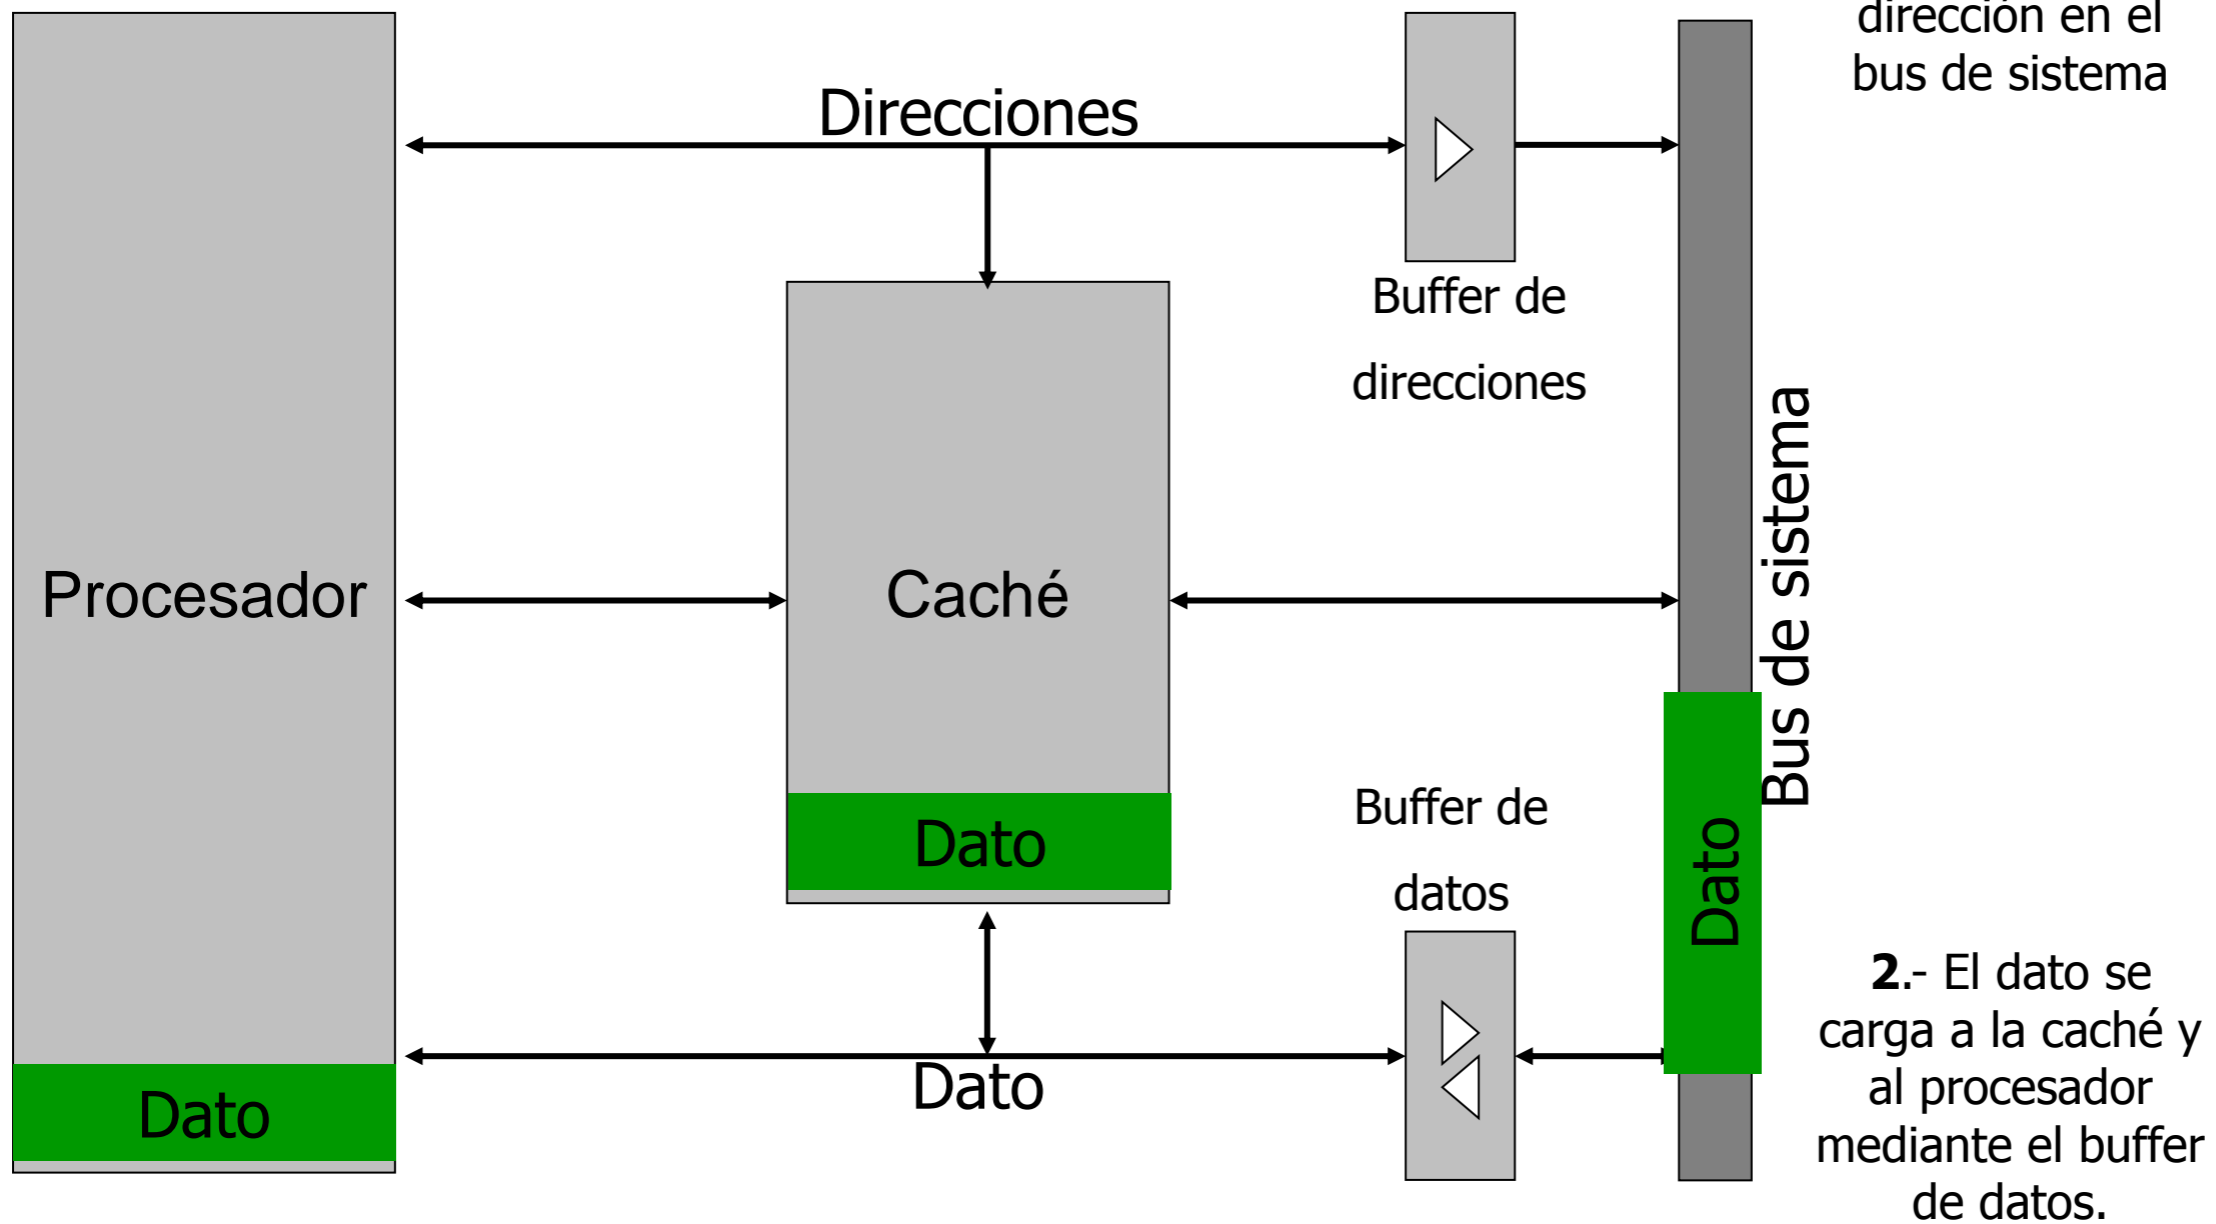 dirección en el
bus de sistema
Direcciones
Buffer de
direcciones
Procesador
Caché
Bus de sistema
Dato
Buffer de
datos
Dato
Dato
Dato
2.- El dato se
carga a la caché y
al procesador
mediante el buffer
de datos.